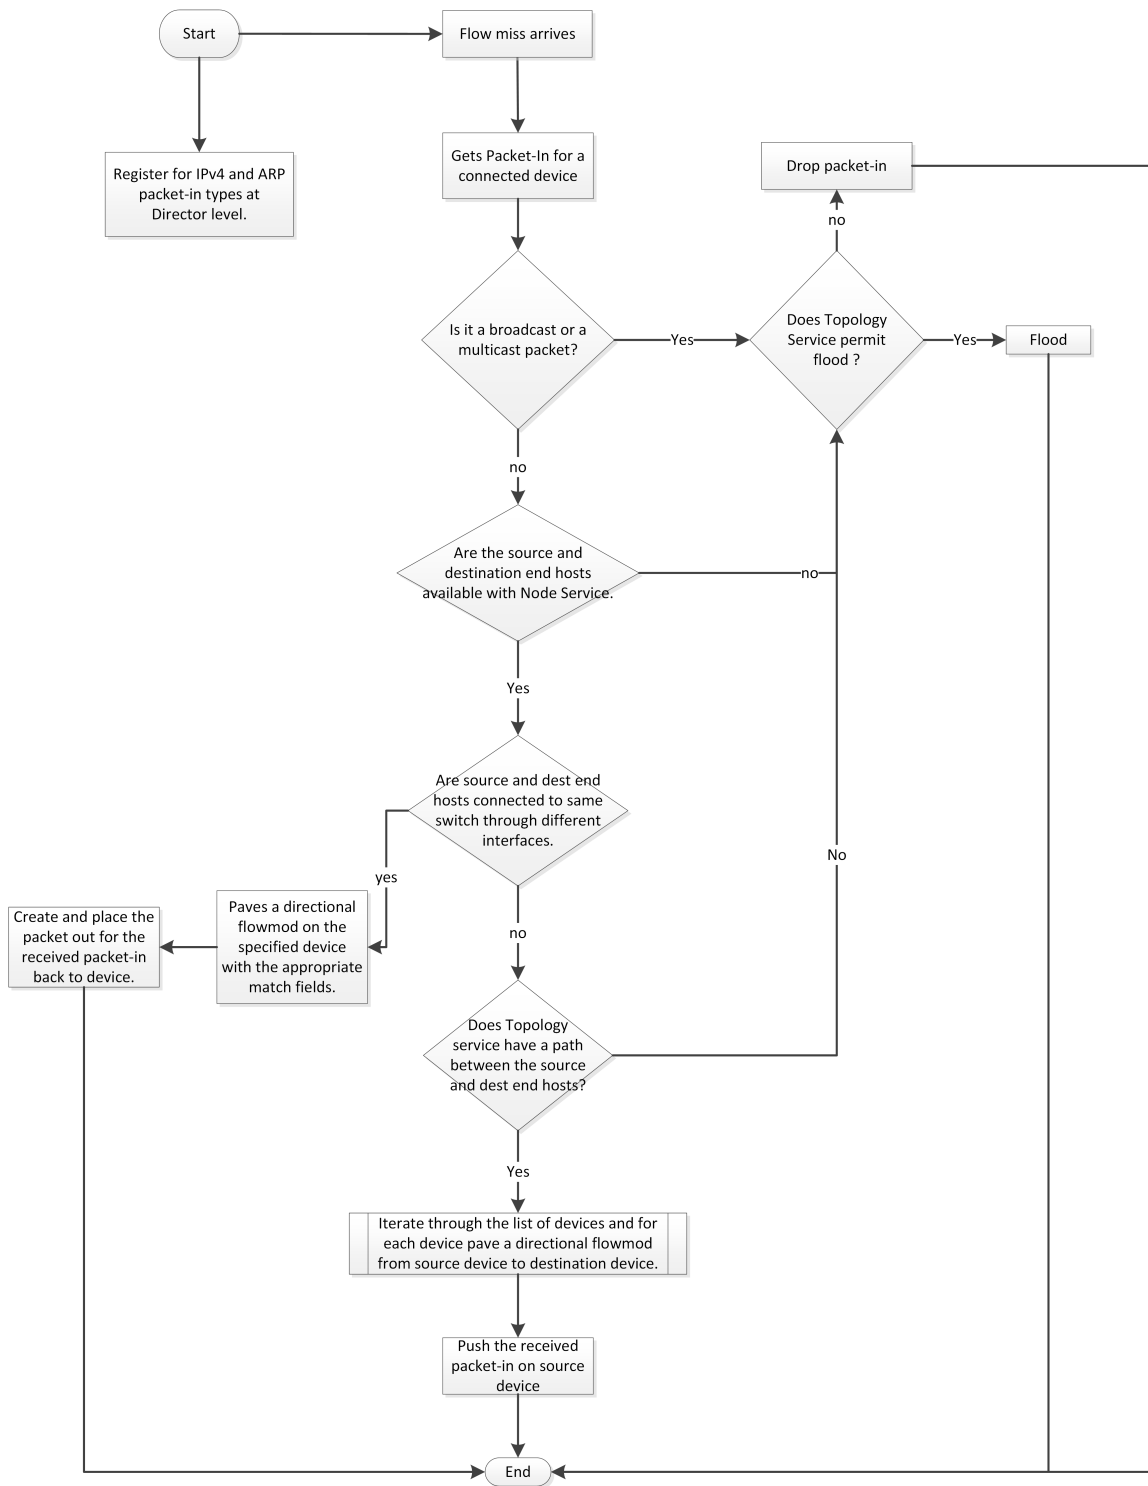 Start
Flow miss arrives
Register for IPv4 and ARP
packet-in types at
Director level.
Gets Packet-In for a
connected device
Drop packet-in
no
Is it a broadcast or a
multicast packet?
Yes
Does Topology
Service permit
flood ?
Yes
Flood
no
Are the source and
destination end hosts
available with Node Service.
no
Yes
Are source and dest end
hosts connected to same
switch through different
interfaces.
yes
No
Create and place the
packet out for the
received packet-in
back to device.
Paves a directional
flowmod on the
specified device
with the appropriate
match fields.
no
Does Topology
service have a path
between the source
and dest end hosts?
Yes
Iterate through the list of devices and for
each device pave a directional flowmod
from source device to destination device.
Push the received
packet-in on source
device
End